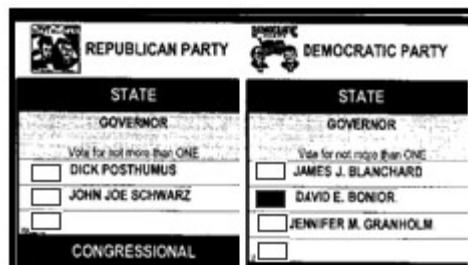 REPUBLICAN PARTY
STATE
GOVERNOR
Vote for not more than ONE
DICK POSTHUMUS
JOHN JOE SCHWARZ
CONGRESSIONAL
DEMOCRATIC PARTY
STATE
GOVERNOR
Vote for not more than ONE
JAMES J. BLANCHARD
DAVID E. BONIOR
JENNIFER M. GRANHOLM